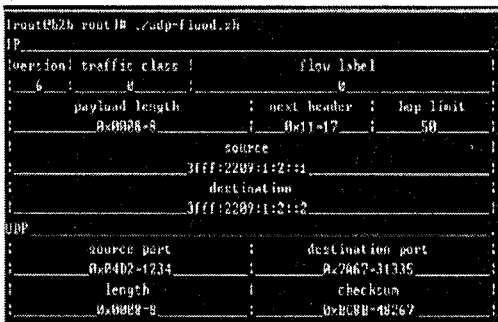 [root@b2b root]# ./udp-flood.sh
IP
version traffic class flow label
6 0 0
payload length next header hop limit
0x0008=8 0x11=17 50
source
3fff:2209:1:2::1
destination
3fff:2209:1:2::2
UDP
source port destination port
0x04D2=1234 0x7A67=31335
length checksum
0x0008=8